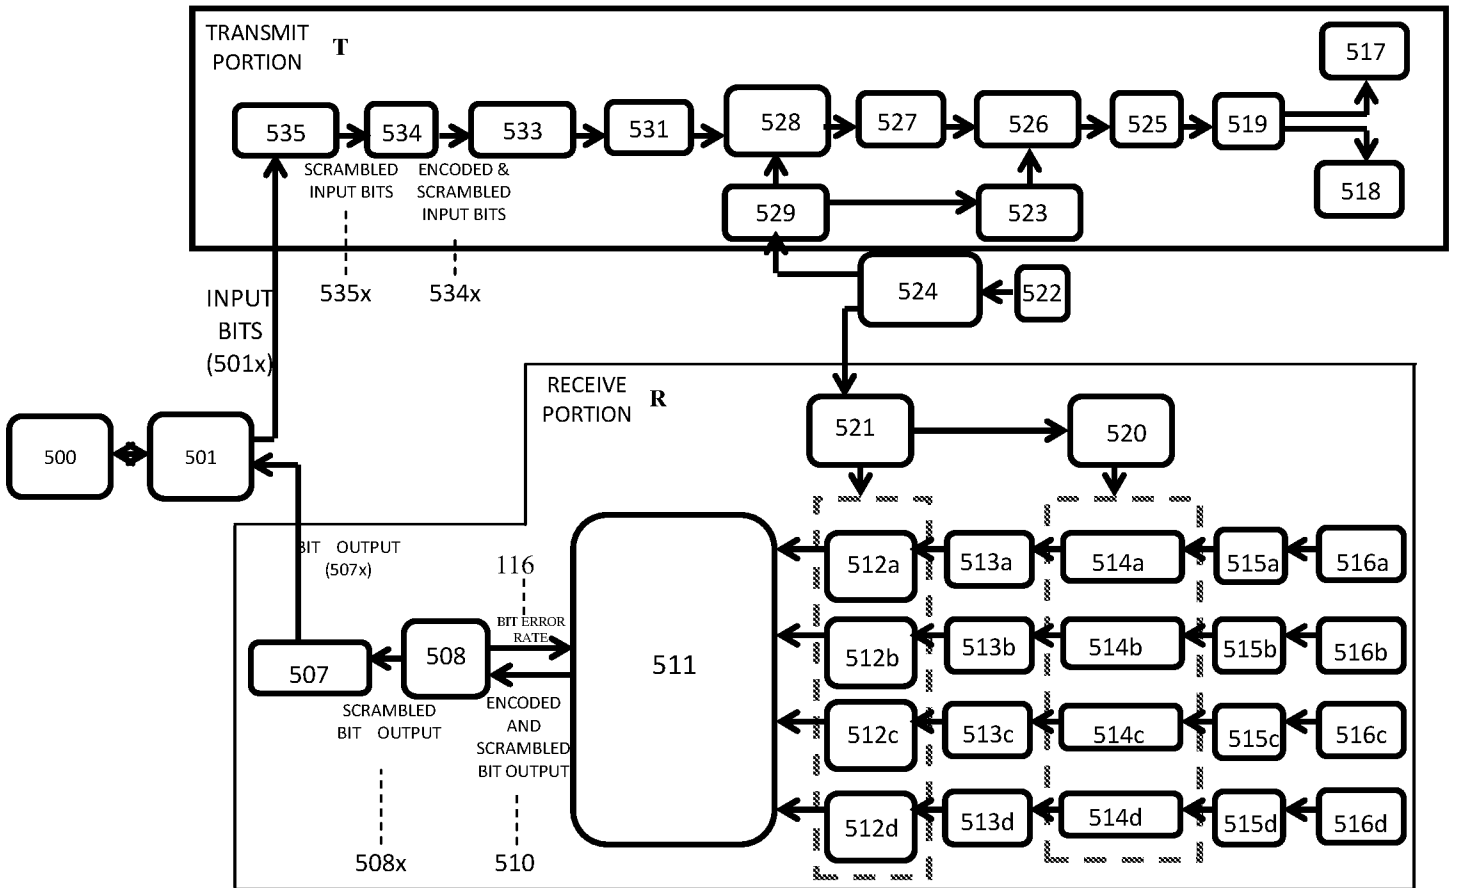 TRANSMIT
PORTION
T
517
535
534
533
531
528
527
526
525
519
SCRAMBLED
INPUT BITS
ENCODED &
SCRAMBLED
INPUT BITS
529
523
518
535x
534x
524
522
INPUT
BITS
(501x)
RECEIVE
PORTION
R
521
520
500
501
BIT OUTPUT
(507x)
116
BIT ERROR
RATE
512a
513a
514a
515a
516a
507
508
511
512b
513b
514b
515b
516b
SCRAMBLED
BIT OUTPUT
ENCODED
AND
SCRAMBLED
BIT OUTPUT
512c
513c
514c
515c
516c
512d
513d
514d
515d
516d
508x
510